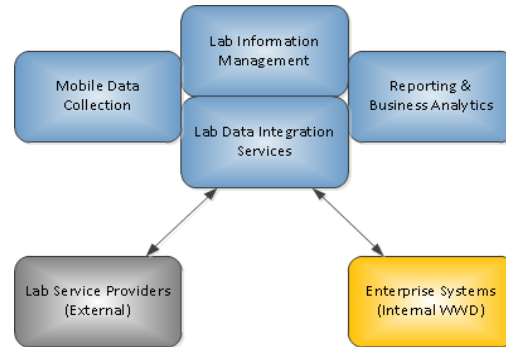 Lab Information
Management
Mobile Data
Collection
Reporting &
Business Analytics
Lab Data Integration
Services
Lab Service Providers
(External)
Enterprise Systems
(Internal WWD)